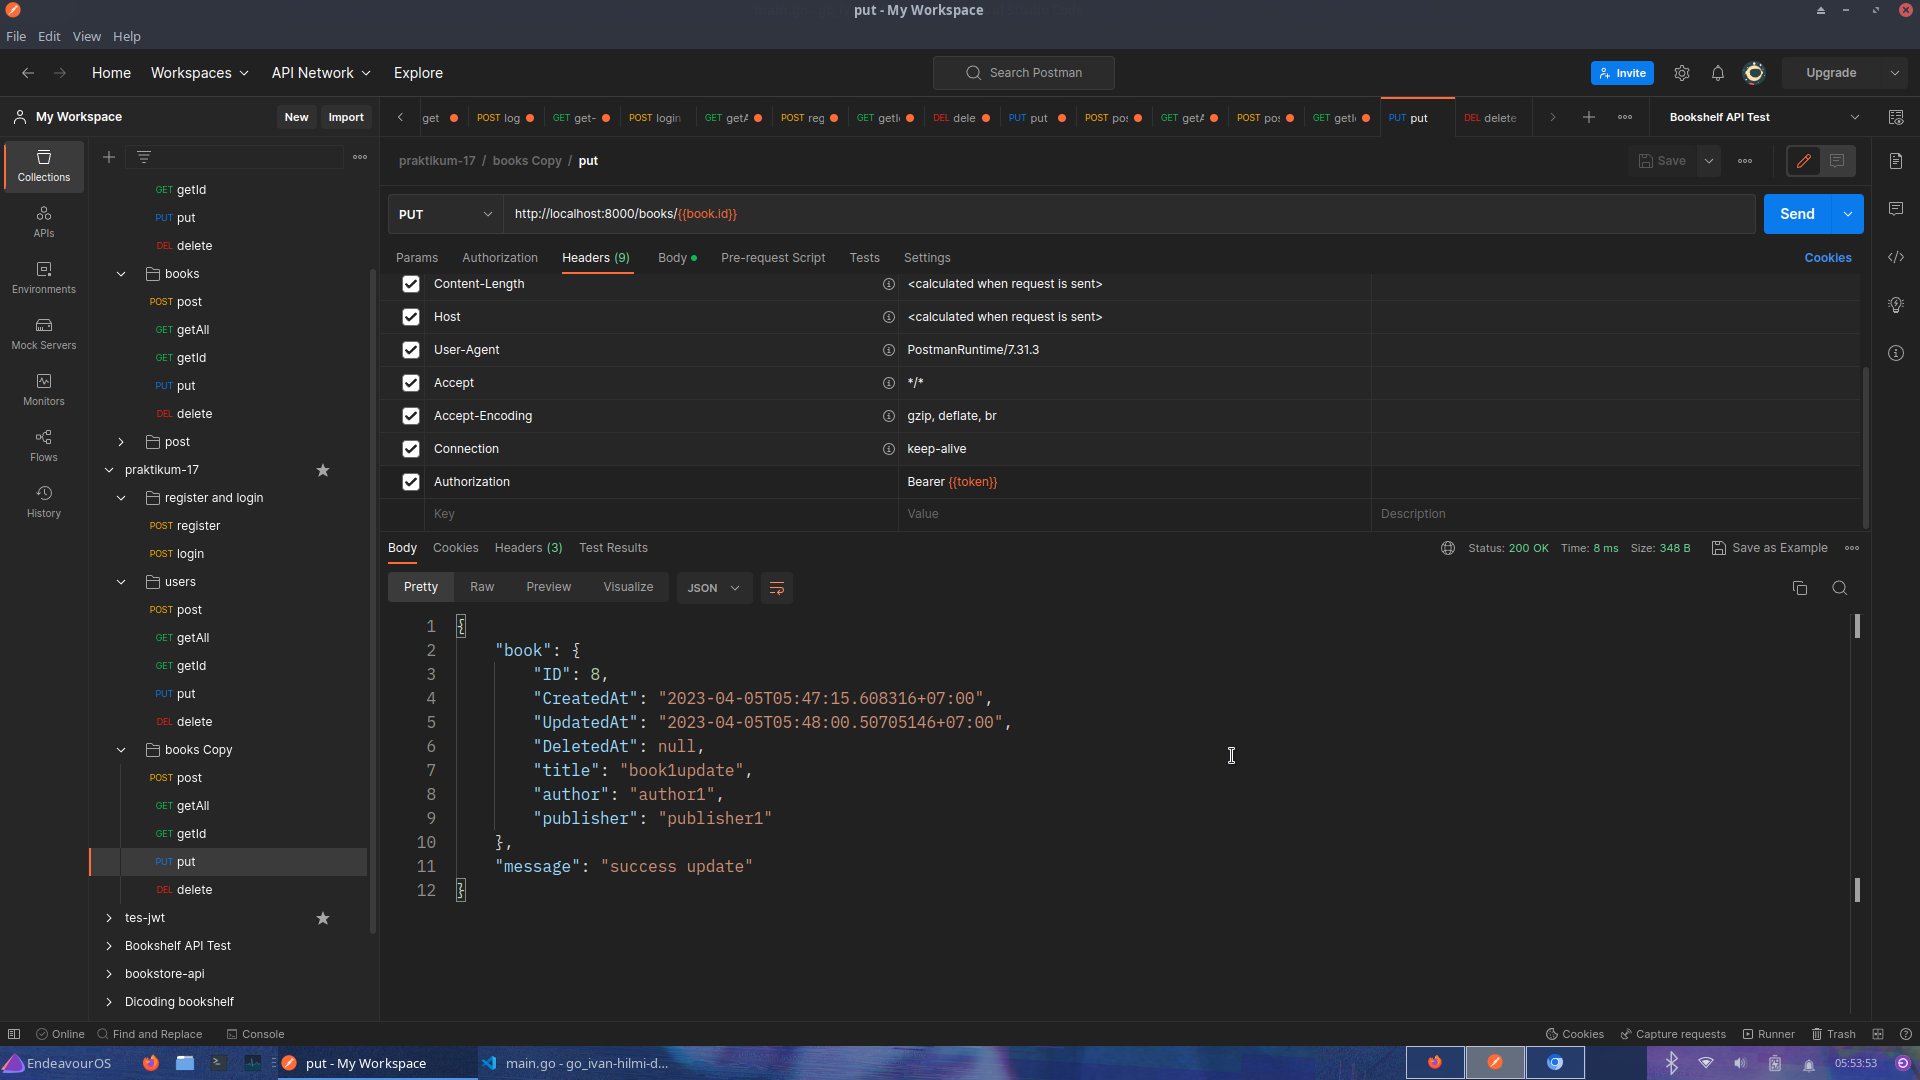 put - My Workspace
File Edit View Help
Home Workspaces API Network Explore
Search Postman
Invite
Upgrade
My Workspace
New Import
get POST log GET get- POST login GET getA POST reg GET getI DEL dele PUT put POST pos GET getA POST pos GET getI PUT put DEL delete
Bookshelf API Test
praktikum-17 / books Copy / put
Save
PUT http://localhost:8000/books/{{book.id}}
Send
Params Authorization Headers (9) Body Pre-request Script Tests Settings Cookies
Content-Length <calculated when request is sent>
Host <calculated when request is sent>
User-Agent PostmanRuntime/7.31.3
Accept */*
Accept-Encoding gzip, deflate, br
Connection keep-alive
Authorization Bearer {{token}}
Key Value Description
Collections
APIs
Environments
Mock Servers
Monitors
Flows
History
GET getId
PUT put
DEL delete
books
POST post
GET getAll
GET getId
PUT put
DEL delete
post
praktikum-17
register and login
POST register
POST login
users
POST post
GET getAll
GET getId
PUT put
DEL delete
books Copy
POST post
GET getAll
GET getId
PUT put
DEL delete
tes-jwt
Bookshelf API Test
bookstore-api
Dicoding bookshelf
Body Cookies Headers (3) Test Results
Status: 200 OK Time: 8 ms Size: 348 B Save as Example
Pretty Raw Preview Visualize JSON
1 {
2 "book": {
3 "ID": 8,
4 "CreatedAt": "2023-04-05T05:47:15.608316+07:00",
5 "UpdatedAt": "2023-04-05T05:48:00.50705146+07:00",
6 "DeletedAt": null,
7 "title": "book1update",
8 "author": "author1",
9 "publisher": "publisher1"
10 },
11 "message": "success update"
12 }
Online Find and Replace Console
Cookies Capture requests Runner Trash
EndeavourOS
put - My Workspace
main.go - go_ivan-hilmi-d...
05:53:53